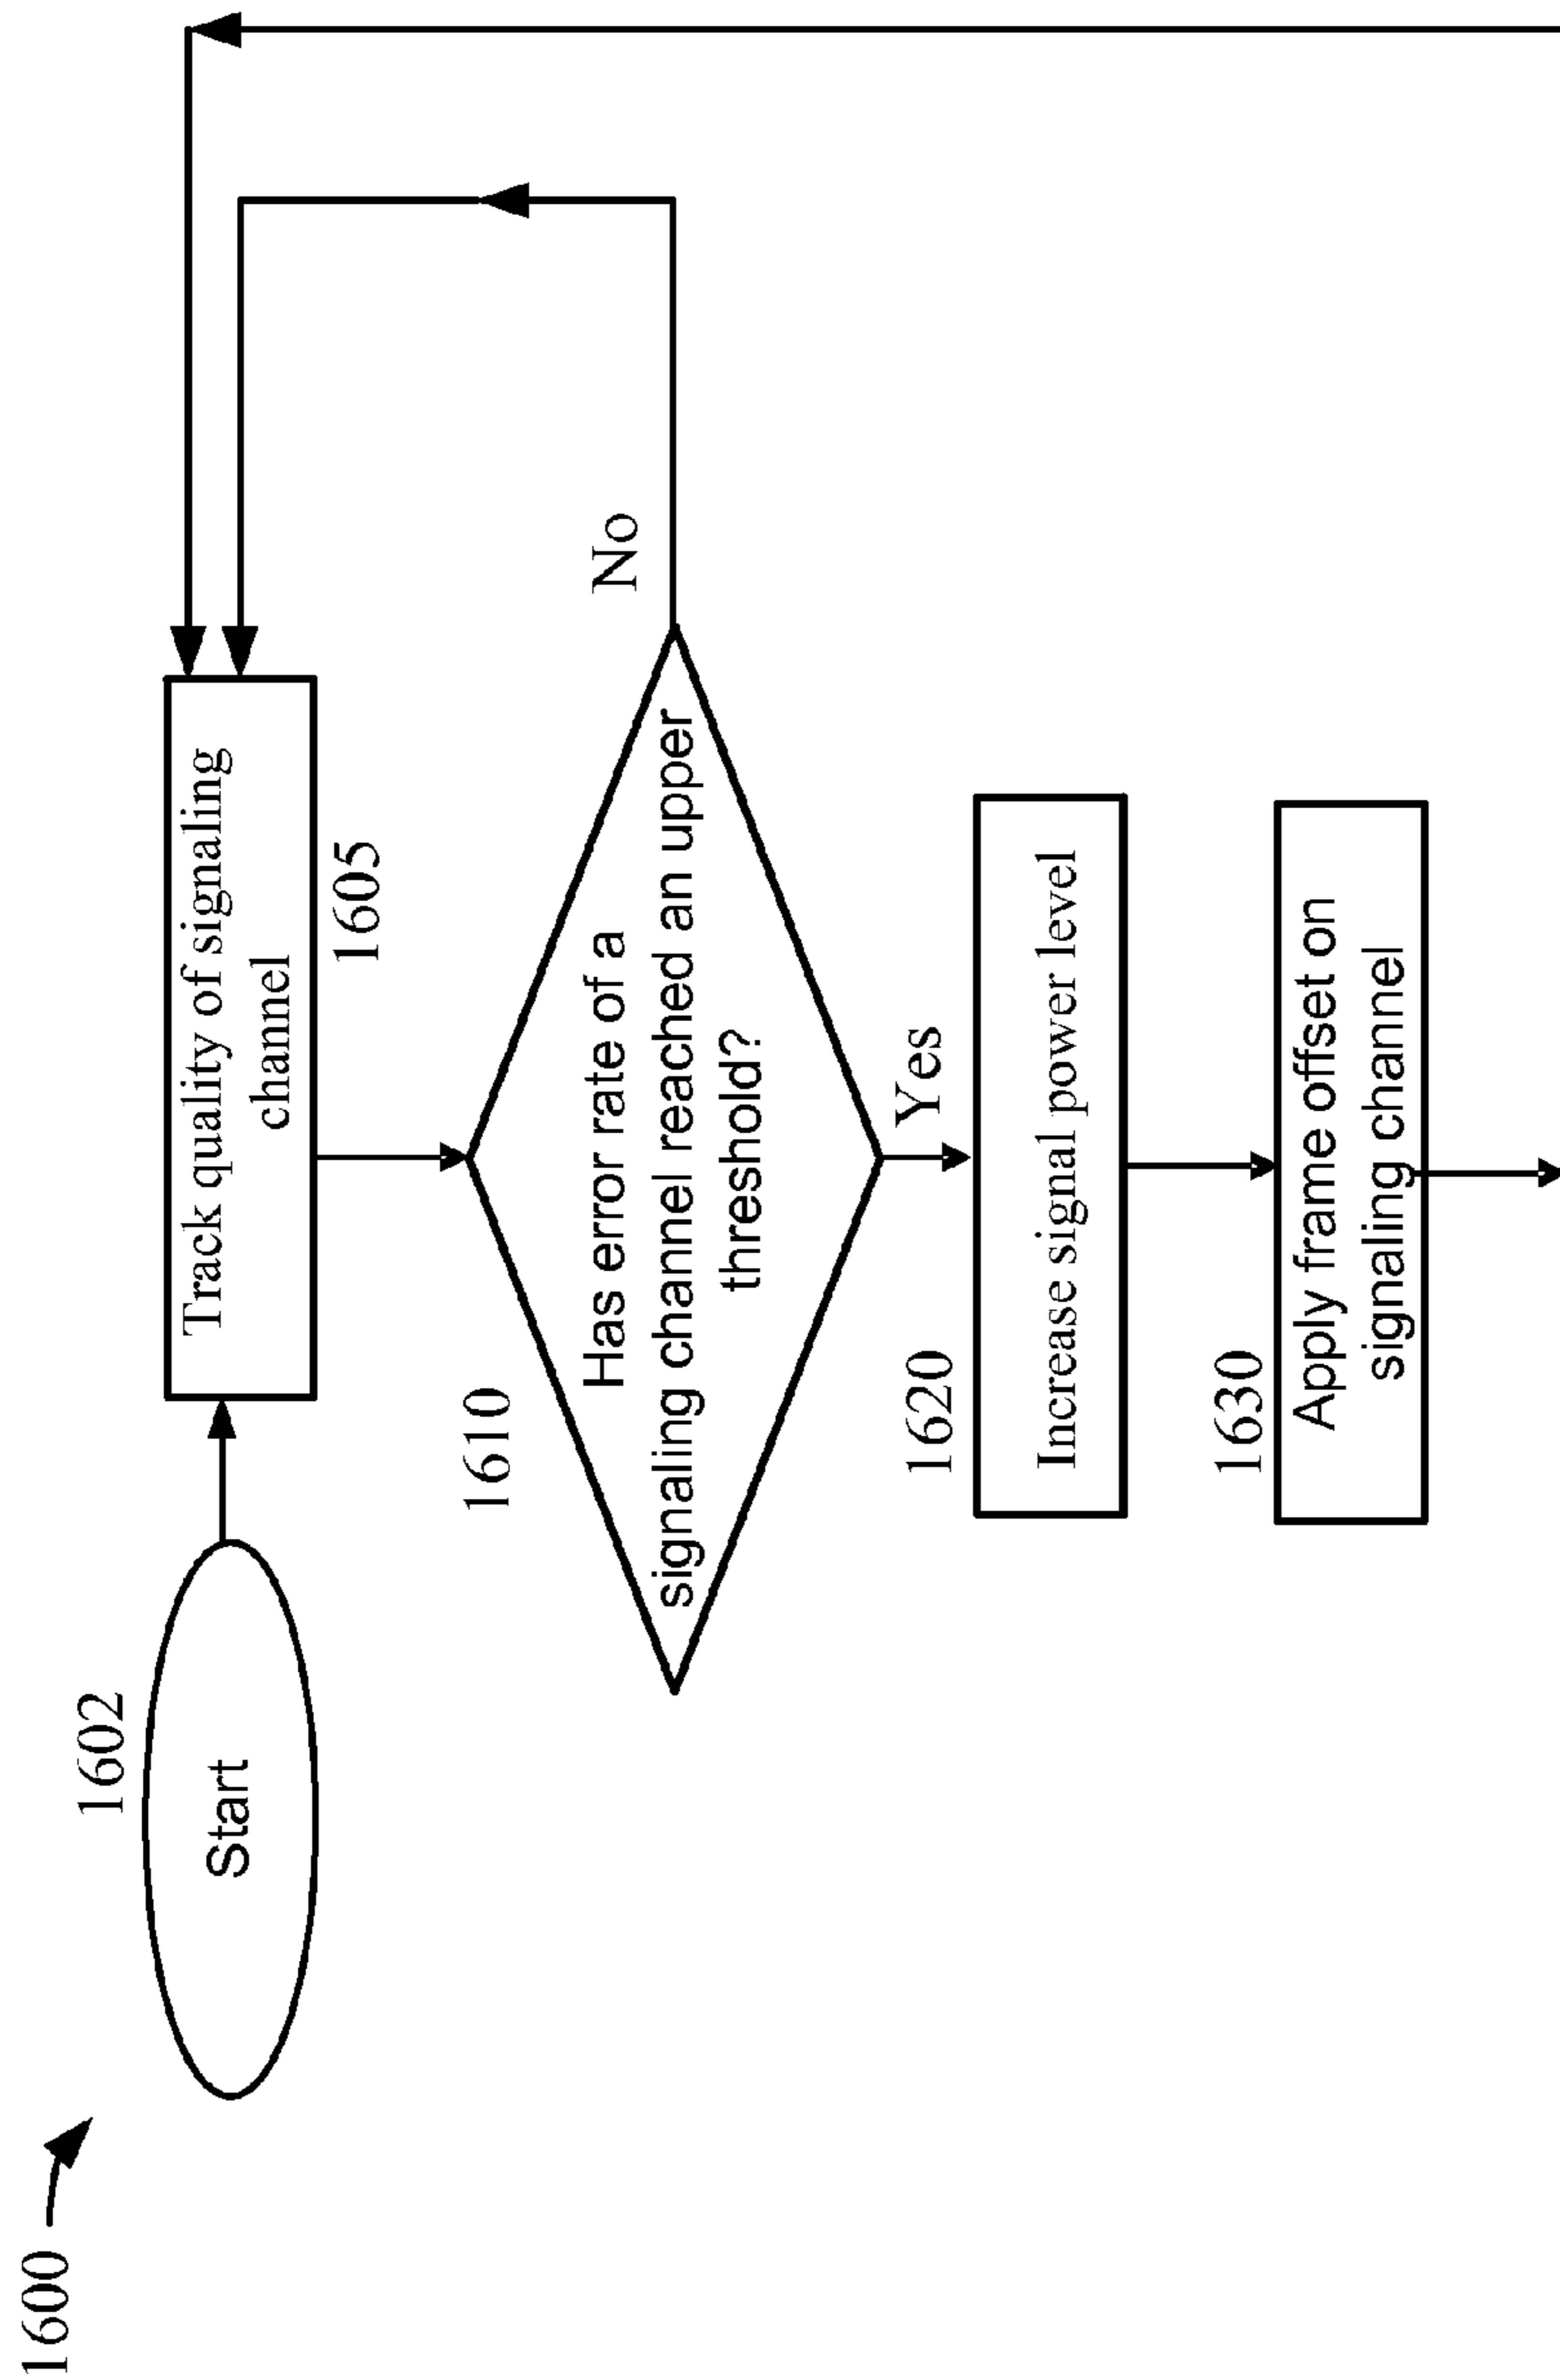 1600
1602
Start
Track quality of signaling
channel
1605
1610
Has error rate of a
signaling channel reached an upper
threshold?
No
Yes
1620
Increase signal power level
1630
Apply frame offset on
signaling channel